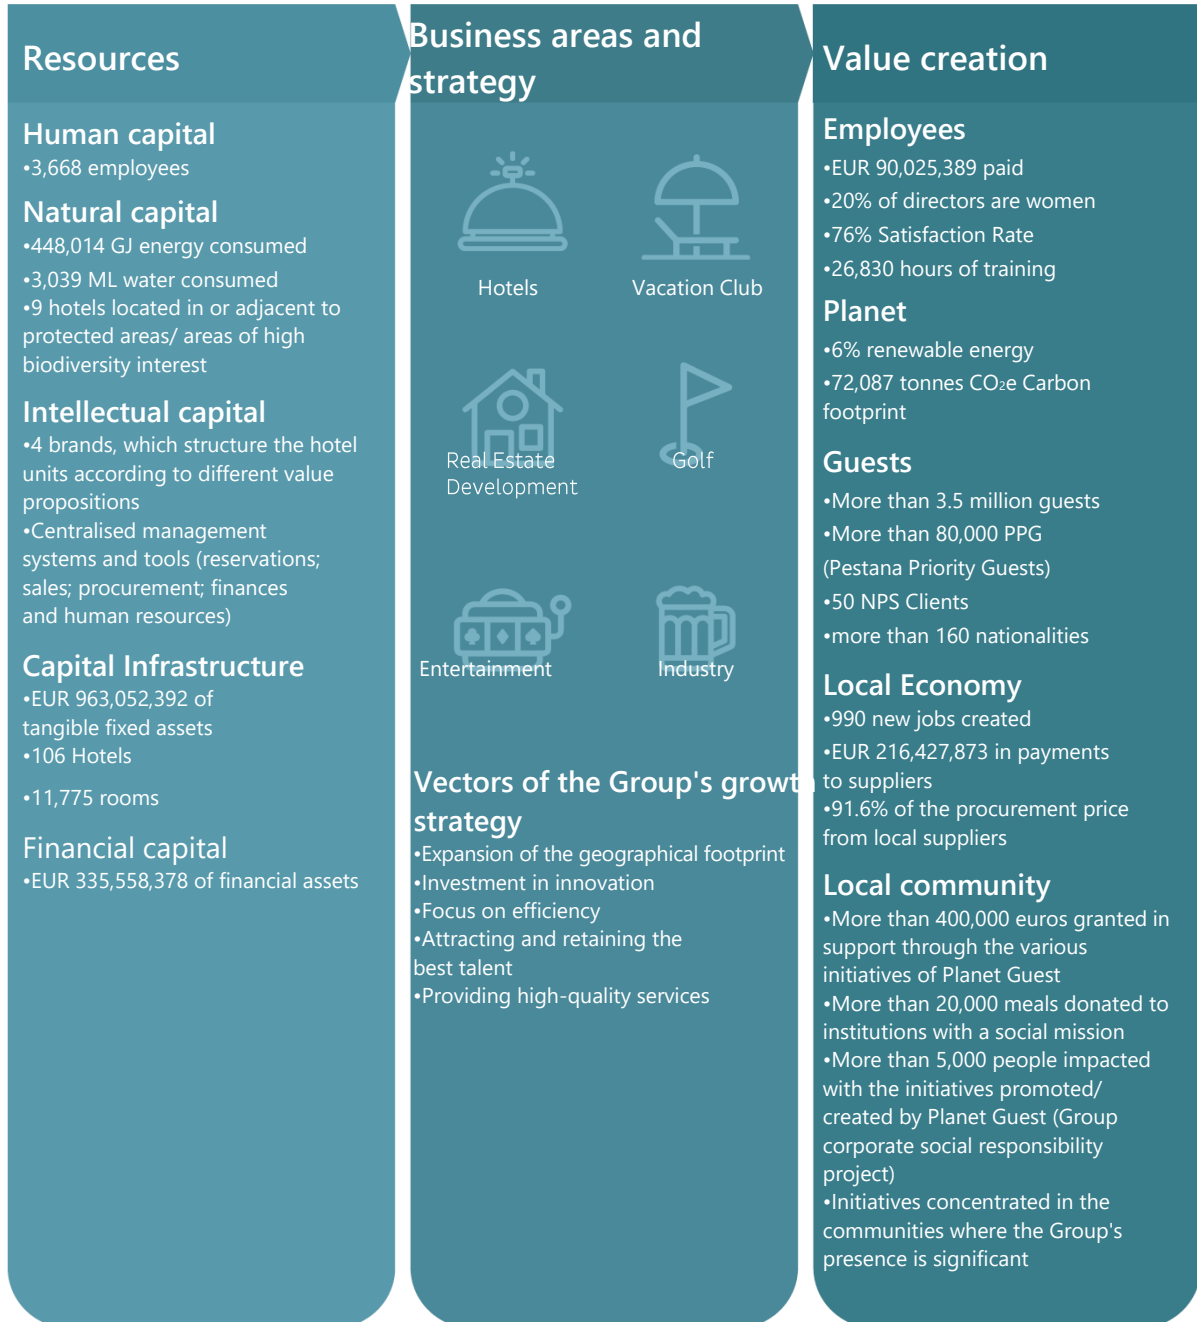 Resources
Human capital
•3,668 employees
Natural capital
•448,014 GJ energy consumed
•3,039 ML water consumed
•9 hotels located in or adjacent to
protected areas/ areas of high
biodiversity interest
Intellectual capital
•4 brands, which structure the hotel
units according to different value
propositions
•Centralised management
systems and tools (reservations;
sales; procurement; finances
and human resources)
Capital Infrastructure
•EUR 963,052,392 of
tangible fixed assets
•106 Hotels
•11,775 rooms
Financial capital
•EUR 335,558,378 of financial assets
Business areas and
strategy
Hotels
Vacation Club
Real Estate
Development
Golf
Entertainment
Industry
Vectors of the Group's growth
strategy
•Expansion of the geographical footprint
•Investment in innovation
•Focus on efficiency
•Attracting and retaining the
best talent
•Providing high-quality services
Value creation
Employees
•EUR 90,025,389 paid
•20% of directors are women
•76% Satisfaction Rate
•26,830 hours of training
Planet
•6% renewable energy
•72,087 tonnes CO₂e Carbon
footprint
Guests
•More than 3.5 million guests
•More than 80,000 PPG
(Pestana Priority Guests)
•50 NPS Clients
•more than 160 nationalities
Local Economy
•990 new jobs created
•EUR 216,427,873 in payments
to suppliers
•91.6% of the procurement price
from local suppliers
Local community
•More than 400,000 euros granted in
support through the various
initiatives of Planet Guest
•More than 20,000 meals donated to
institutions with a social mission
•More than 5,000 people impacted
with the initiatives promoted/
created by Planet Guest (Group
corporate social responsibility
project)
•Initiatives concentrated in the
communities where the Group's
presence is significant